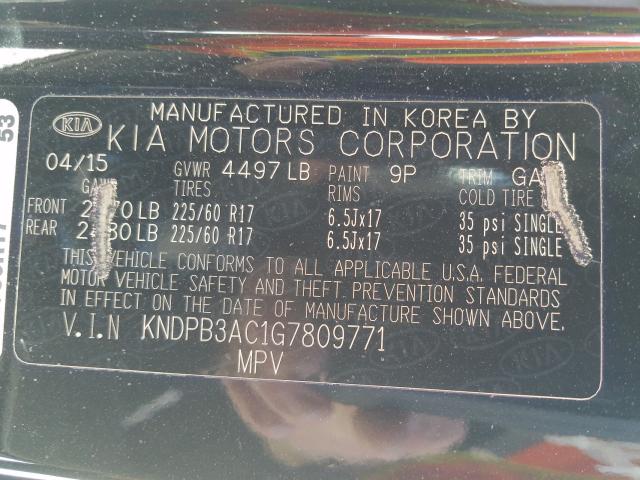 53
KIA
MANUFACTURED IN KOREA BY
KIA MOTORS CORPORATION
04/15 GVWR 4497 LB PAINT 9P TRIM
TIRES RIMS COLD TIRE
FRONT LB 225/60 R17 6.5Jx17 35 psi SINGLE
REAR LB 225/60 R17 6.5Jx17 35 psi SINGLE
THIS VEHICLE CONFORMS TO ALL APPLICABLE U.S.A. FEDERAL
MOTOR VEHICLE SAFETY AND THEFT PREVENTION STANDARDS
IN EFFECT ON THE DATE OF MANUFACTURE SHOWN ABOVE.
V.I.N KNDPB3AC1G7809771
MPV